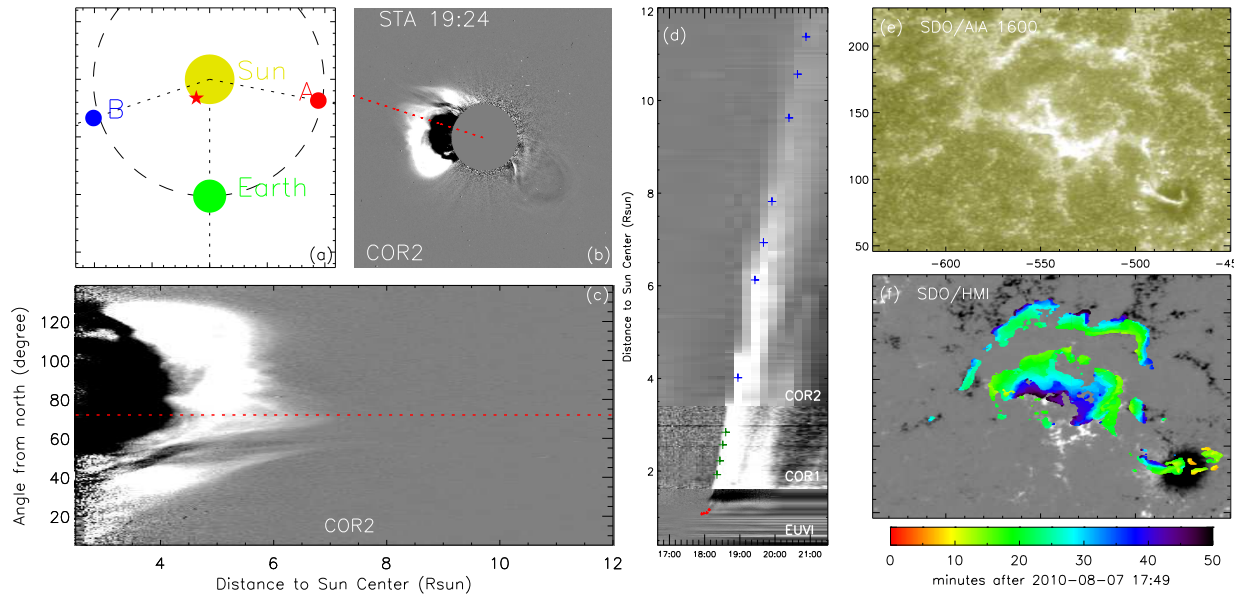 Sun
A
B
Earth
(a)
STA 19:24
COR2
(b)
(c)
120
100
80
60
40
20
Angle from north (degree)
COR2
4 6 8 10 12
Distance to Sun Center (Rsun)
(d)
12
10
8
6
4
2
Distance to Sun Center (Rsun)
COR2
COR1
EUVI
17:00 18:00 19:00 20:00 21:00
(e) SDO/AIA 1600
200
150
100
50
-600 -550 -500 -45
(f) SDO/HMI
0 10 20 30 40 50
minutes after 2010-08-07 17:49